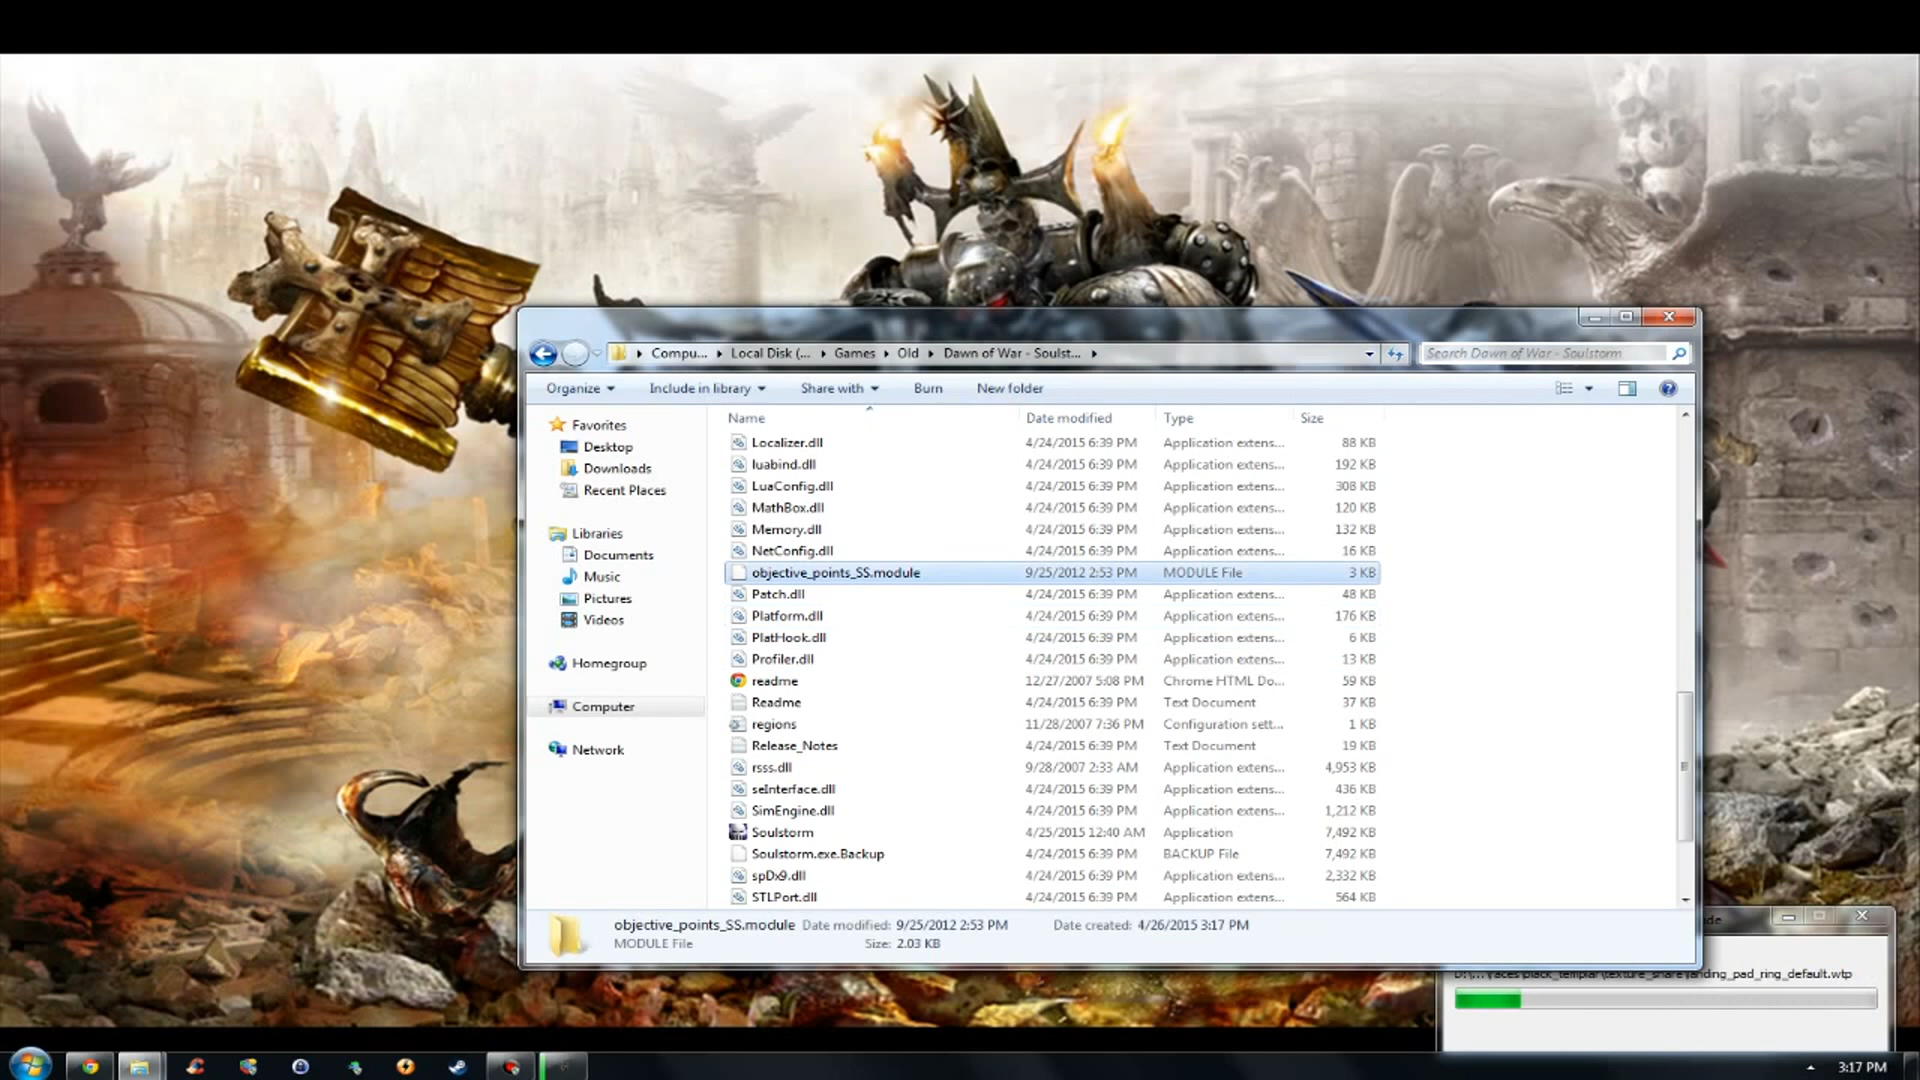 Compu... Local Disk (... Games Old Dawn of War - Soulst... Search Dawn of War - Soulstorm
Organize Include in library Share with Burn New folder
Favorites
Desktop
Downloads
Recent Places
Libraries
Documents
Music
Pictures
Videos
Homegroup
Computer
Network
Name Date modified Type Size
Localizer.dll 4/24/2015 6:39 PM Application extens... 88 KB
luabind.dll 4/24/2015 6:39 PM Application extens... 192 KB
LuaConfig.dll 4/24/2015 6:39 PM Application extens... 308 KB
MathBox.dll 4/24/2015 6:39 PM Application extens... 120 KB
Memory.dll 4/24/2015 6:39 PM Application extens... 132 KB
NetConfig.dll 4/24/2015 6:39 PM Application extens... 16 KB
objective_points_SS.module 9/25/2012 2:53 PM MODULE File 3 KB
Patch.dll 4/24/2015 6:39 PM Application extens... 48 KB
Platform.dll 4/24/2015 6:39 PM Application extens... 176 KB
PlatHook.dll 4/24/2015 6:39 PM Application extens... 6 KB
Profiler.dll 4/24/2015 6:39 PM Application extens... 13 KB
readme 12/27/2007 5:08 PM Chrome HTML Do... 59 KB
Readme 4/24/2015 6:39 PM Text Document 37 KB
regions 11/28/2007 7:36 PM Configuration sett... 1 KB
Release_Notes 4/24/2015 6:39 PM Text Document 19 KB
rsss.dll 9/28/2007 2:33 AM Application extens... 4,953 KB
seInterface.dll 4/24/2015 6:39 PM Application extens... 436 KB
SimEngine.dll 4/24/2015 6:39 PM Application extens... 1,212 KB
Soulstorm 4/25/2015 12:40 AM Application 7,492 KB
Soulstorm.exe.Backup 4/24/2015 6:39 PM BACKUP File 7,492 KB
spDx9.dll 4/24/2015 6:39 PM Application extens... 2,332 KB
STLPort.dll 4/24/2015 6:39 PM Application extens... 564 KB
objective_points_SS.module Date modified: 9/25/2012 2:53 PM Date created: 4/26/2015 3:17 PM
MODULE File Size: 2.03 KB
3:17 PM